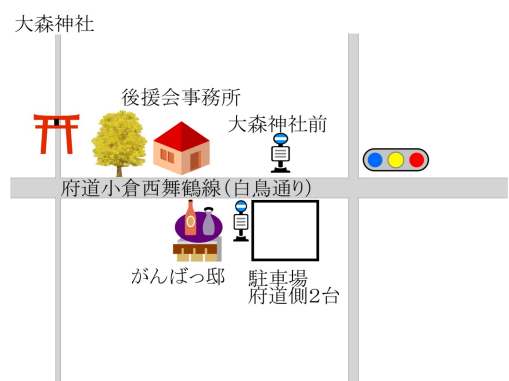 大森神社
後援会事務所
大森神社前
府道小倉西舞鶴線（白鳥通り）
がんばっ邸
駐車場
府道側２台